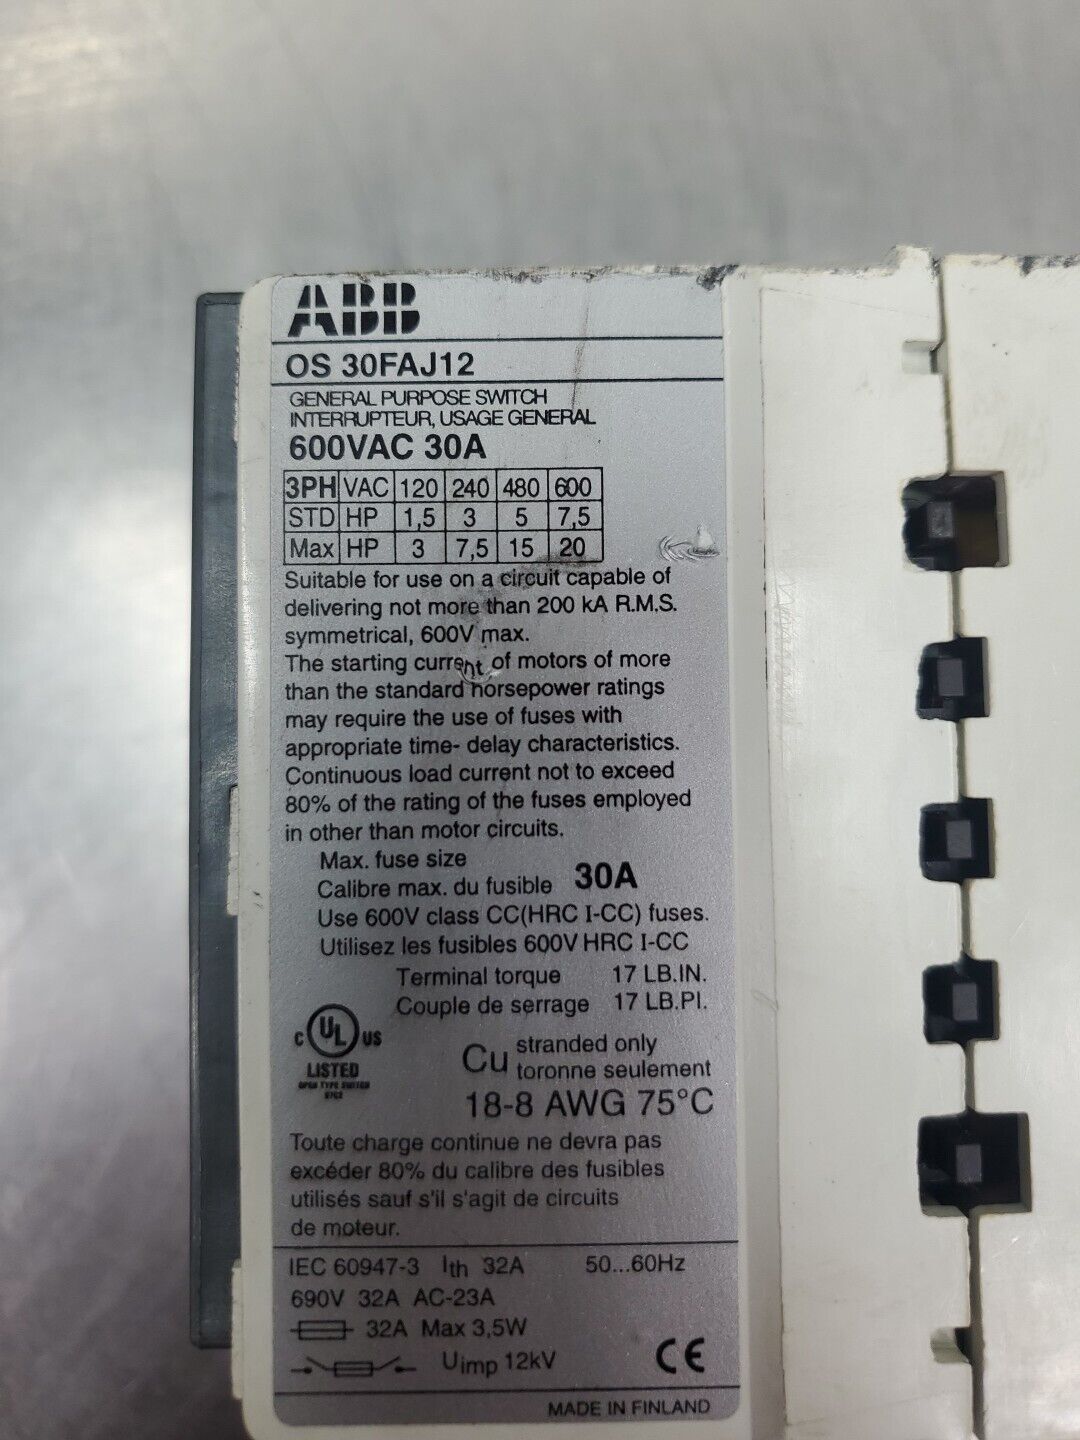 ABB
OS 30FAJ12
GENERAL PURPOSE SWITCH
INTERRUPTEUR, USAGE GENERAL
600VAC 30A
3PH VAC 120 240 480 600
STD HP 1,5 3 5 7,5
Max HP 3 7,5 15 20
Suitable for use on a circuit capable of
delivering not more than 200 kA R.M.S.
symmetrical, 600V max.
The starting current of motors of more
than the standard horsepower ratings
may require the use of fuses with
appropriate time- delay characteristics.
Continuous load current not to exceed
80% of the rating of the fuses employed
in other than motor circuits.
Max. fuse size
Calibre max. du fusible 30A
Use 600V class CC(HRC I-CC) fuses.
Utilisez les fusibles 600V HRC I-CC
Terminal torque 17 LB.IN.
Couple de serrage 17 LB.PI.
C UL US
LISTED
OPEN TYPE SWITCH
Cu stranded only
toronne seulement
18-8 AWG 75°C
Toute charge continue ne devra pas
excéder 80% du calibre des fusibles
utilisés sauf s'il s'agit de circuits
de moteur.
IEC 60947-3 Ith 32A 50...60Hz
690V 32A AC-23A
32A Max 3,5W
Uimp 12kV CE
MADE IN FINLAND